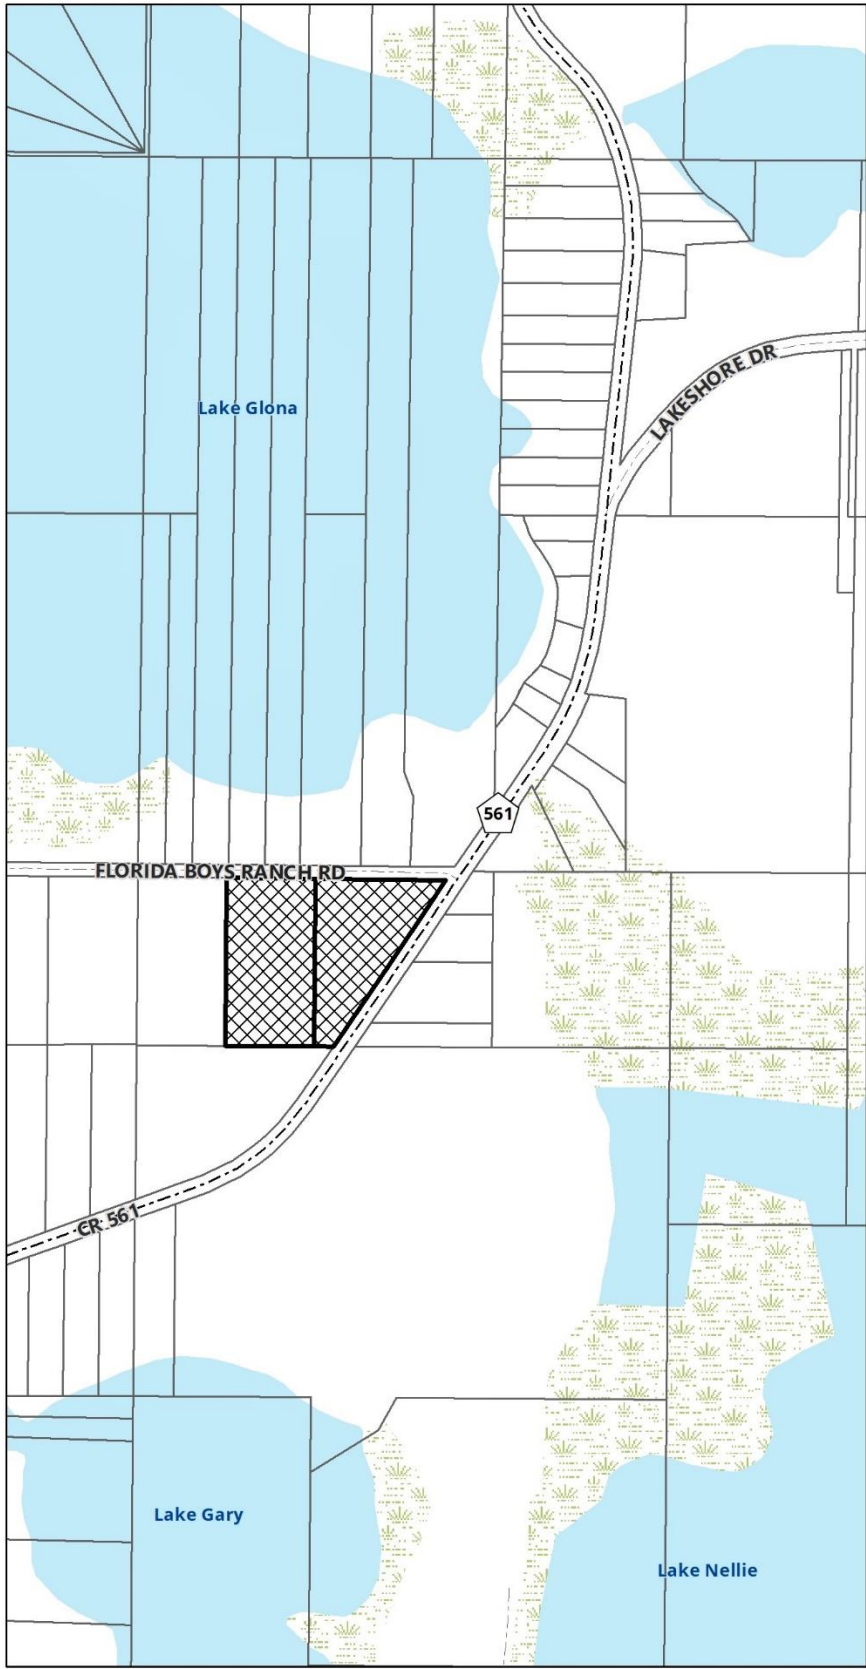 LAKESHORE DR
Lake Glona
561
FLORIDA BOYS RANCH RD
CR 561
Lake Gary
Lake Nellie